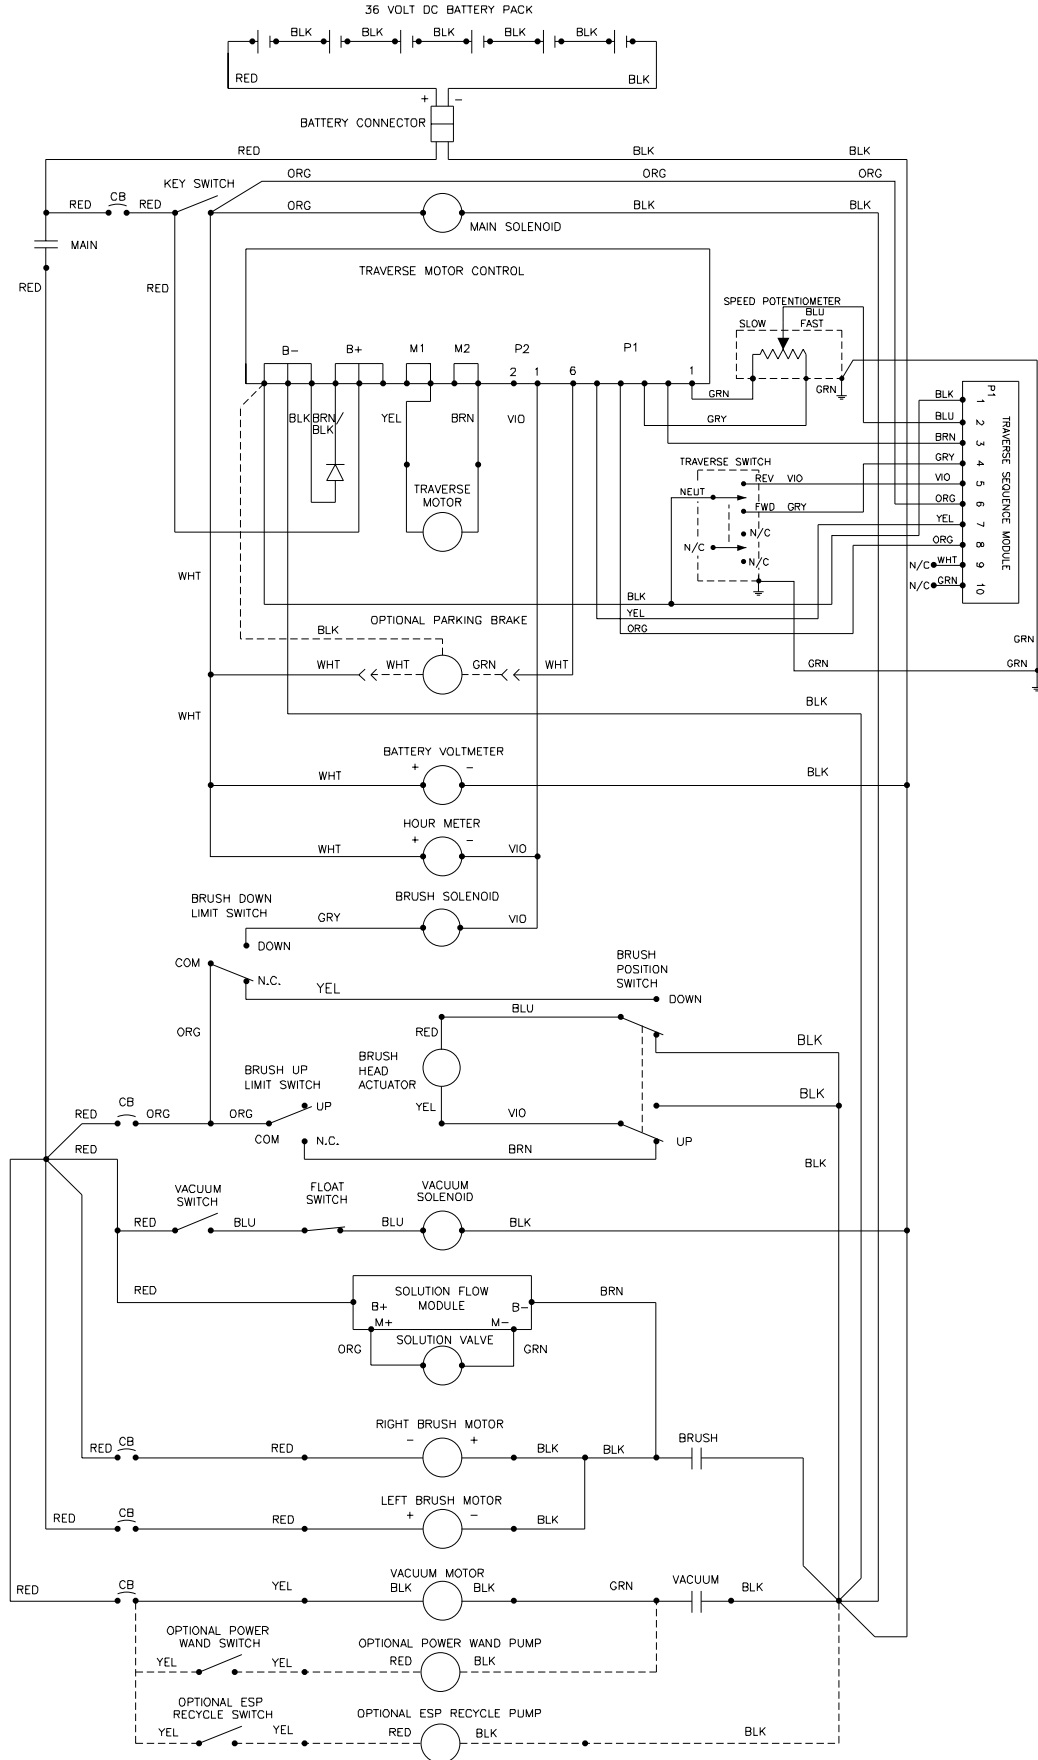 36 VOLT DC BATTERY PACK
BLK BLK BLK BLK BLK
RED BLK
+ −
BATTERY CONNECTOR
RED BLK BLK
ORG ORG ORG
KEY SWITCH
CB
RED RED ORG BLK BLK
MAIN SOLENOID
MAIN
TRAVERSE MOTOR CONTROL
RED RED
SPEED POTENTIOMETER
BLU
SLOW FAST
B− B+ M1 M2 P2 P1
2 1 6 1
GRN GRN
BLK BRN/ YEL BRN VIO GRY
BLK
P1
TRAVERSE SEQUENCE MODULE
BLK 1
BLU 2
BRN 3
GRY 4
VIO 5
ORG 6
YEL 7
ORG 8
N/C WHT 9
N/C GRN 10
TRAVERSE SWITCH
REV VIO
NEUT
FWD GRY
N/C
N/C
N/C
TRAVERSE
MOTOR
WHT
BLK
YEL
ORG
OPTIONAL PARKING BRAKE
BLK
GRN
WHT WHT GRN WHT
GRN GRN
WHT
BLK
BATTERY VOLTMETER
+ −
WHT BLK
HOUR METER
+ −
WHT VIO
BRUSH DOWN
LIMIT SWITCH
BRUSH SOLENOID
GRY VIO
DOWN
COM
N.C.
YEL
BRUSH
POSITION
SWITCH
DOWN
BLU
ORG
RED
BLK
BRUSH
HEAD
ACTUATOR
BRUSH UP
LIMIT SWITCH
UP
YEL
BLK
CB
RED ORG ORG
VIO
COM
N.C.
UP
RED
BRN
BLK
VACUUM
SWITCH
FLOAT
SWITCH
VACUUM
SOLENOID
RED BLU BLU BLK
RED
SOLUTION FLOW
MODULE
BRN
B+ B−
M+ M−
SOLUTION VALVE
ORG GRN
RIGHT BRUSH MOTOR
− +
BRUSH
RED CB RED BLK BLK
LEFT BRUSH MOTOR
+ −
RED CB RED BLK
VACUUM MOTOR
RED CB YEL BLK BLK GRN VACUUM BLK
OPTIONAL POWER
WAND SWITCH
OPTIONAL POWER WAND PUMP
YEL YEL RED BLK
OPTIONAL ESP
RECYCLE SWITCH
OPTIONAL ESP RECYCLE PUMP
YEL YEL RED BLK BLK